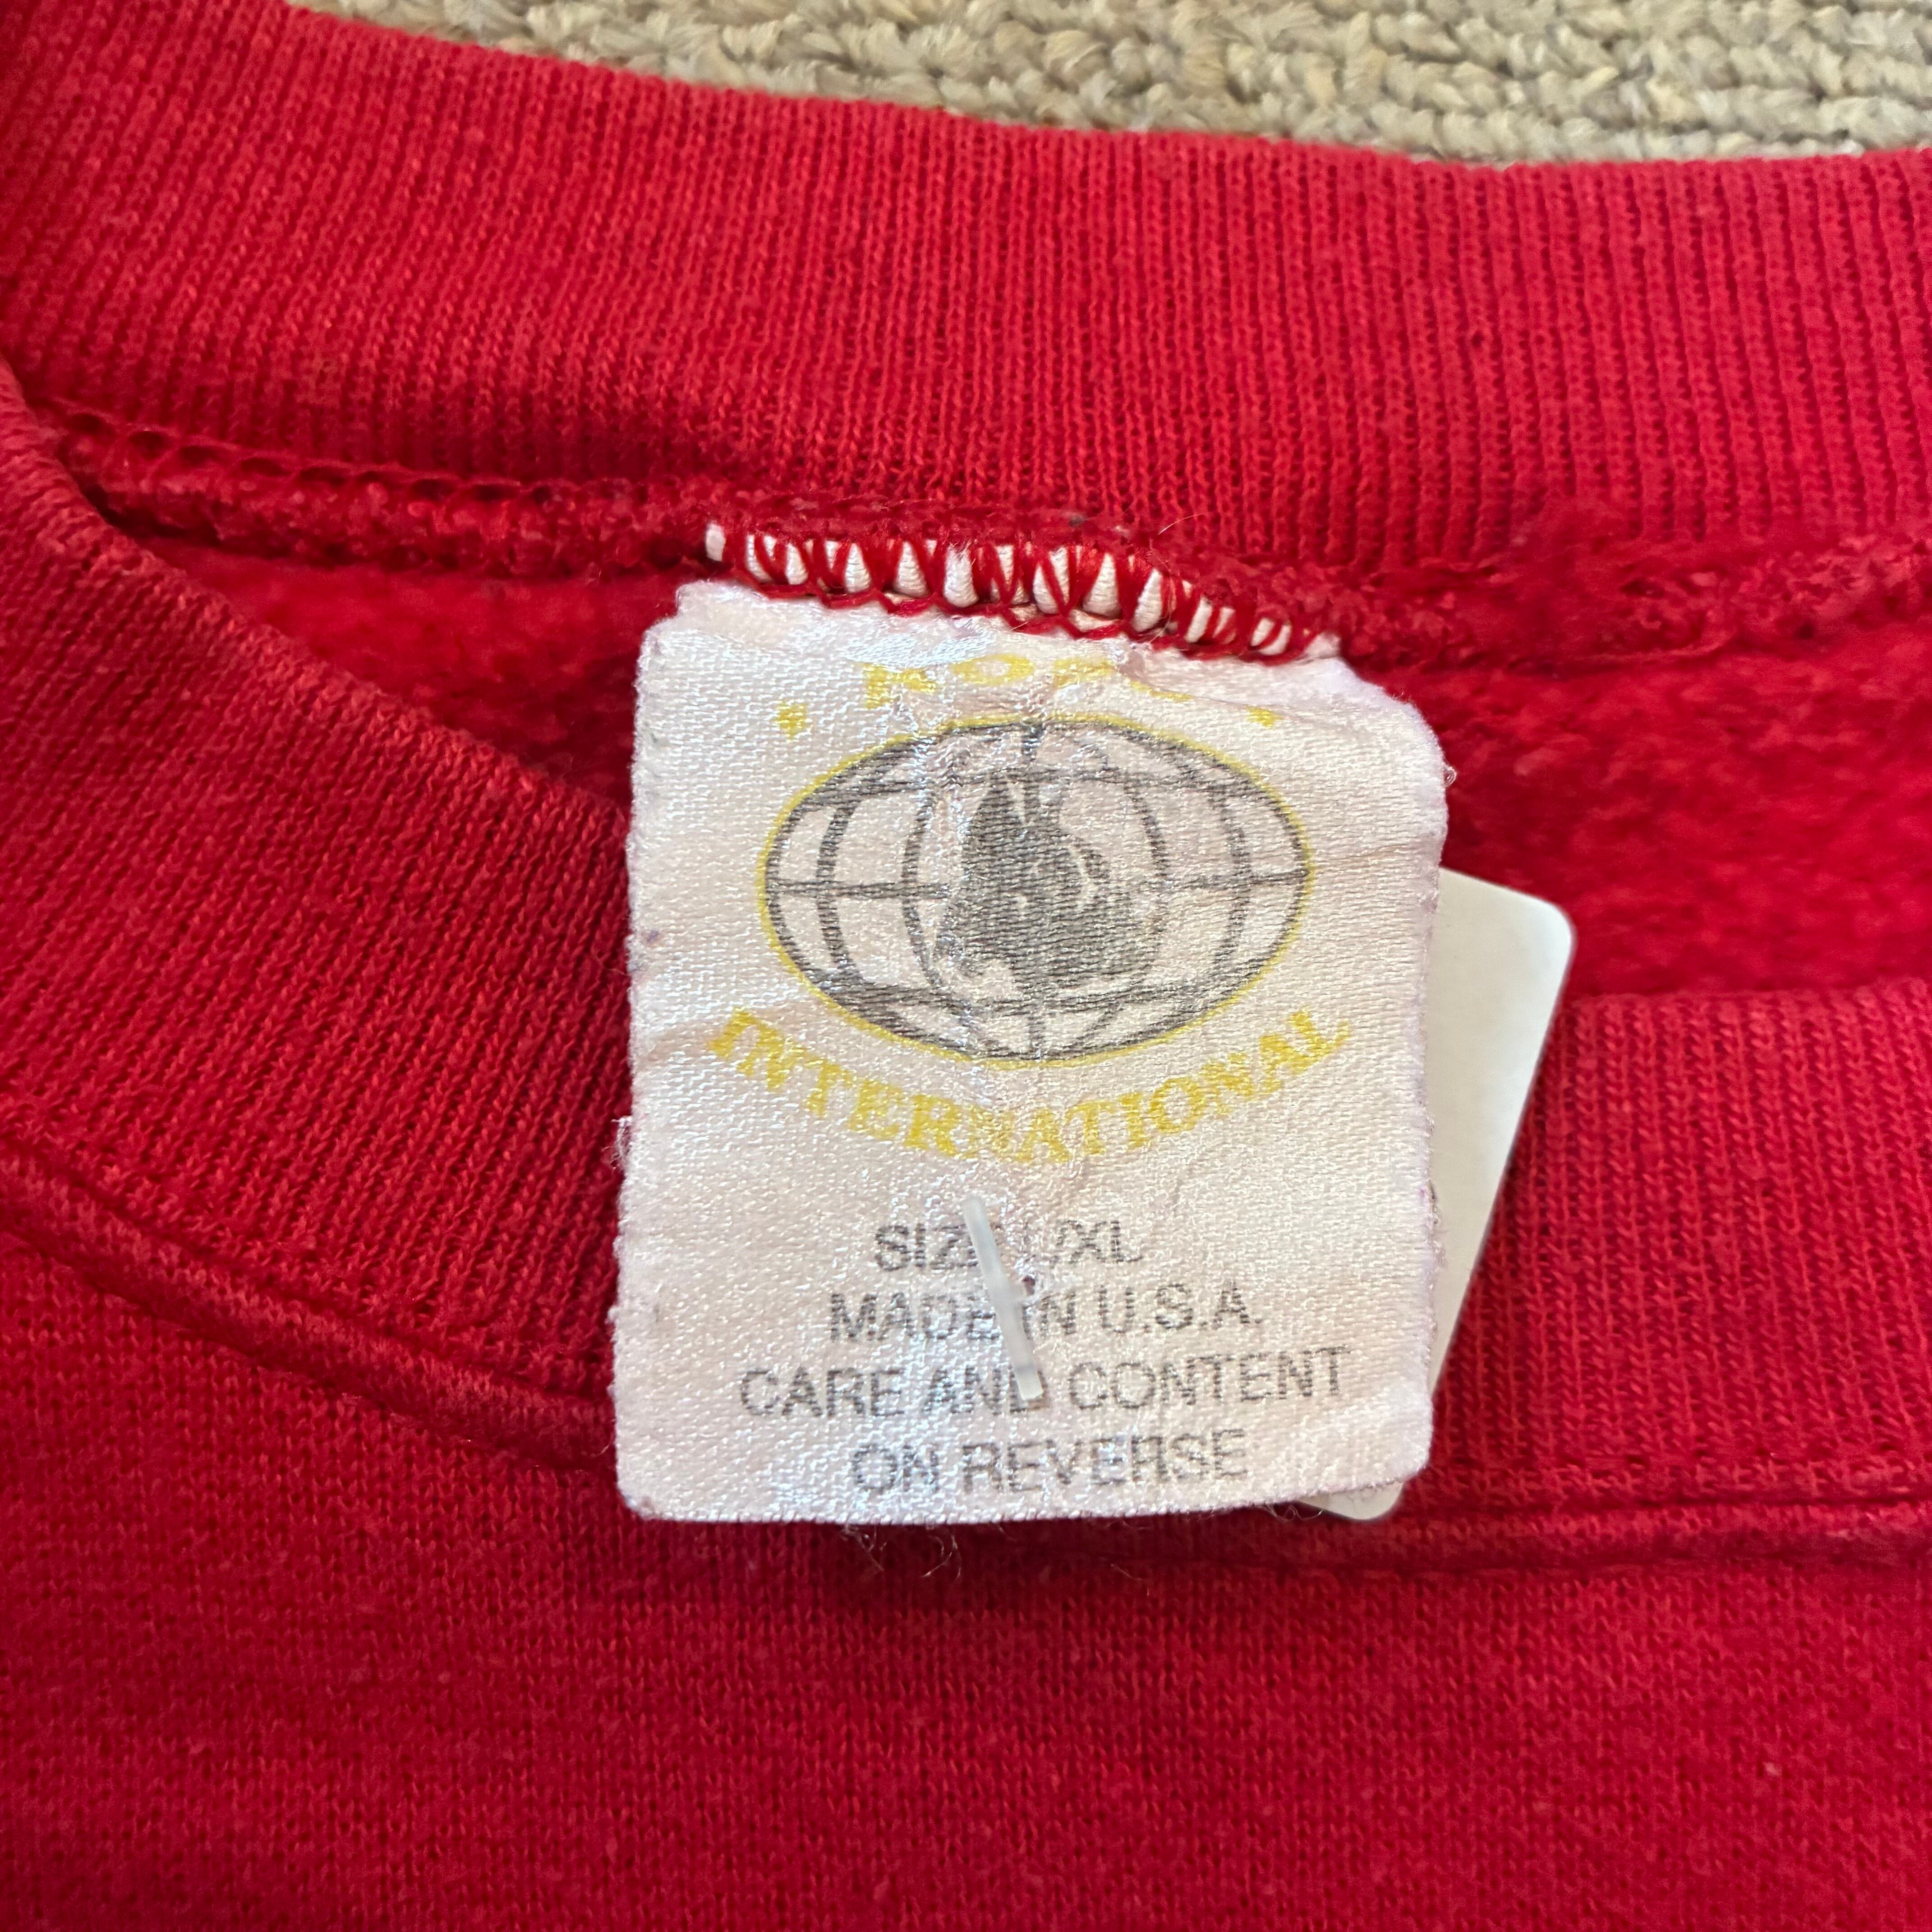 INTERNATIONAL
SIZE /XL
MADE IN U.S.A.
CARE AND CONTENT
ON REVERSE